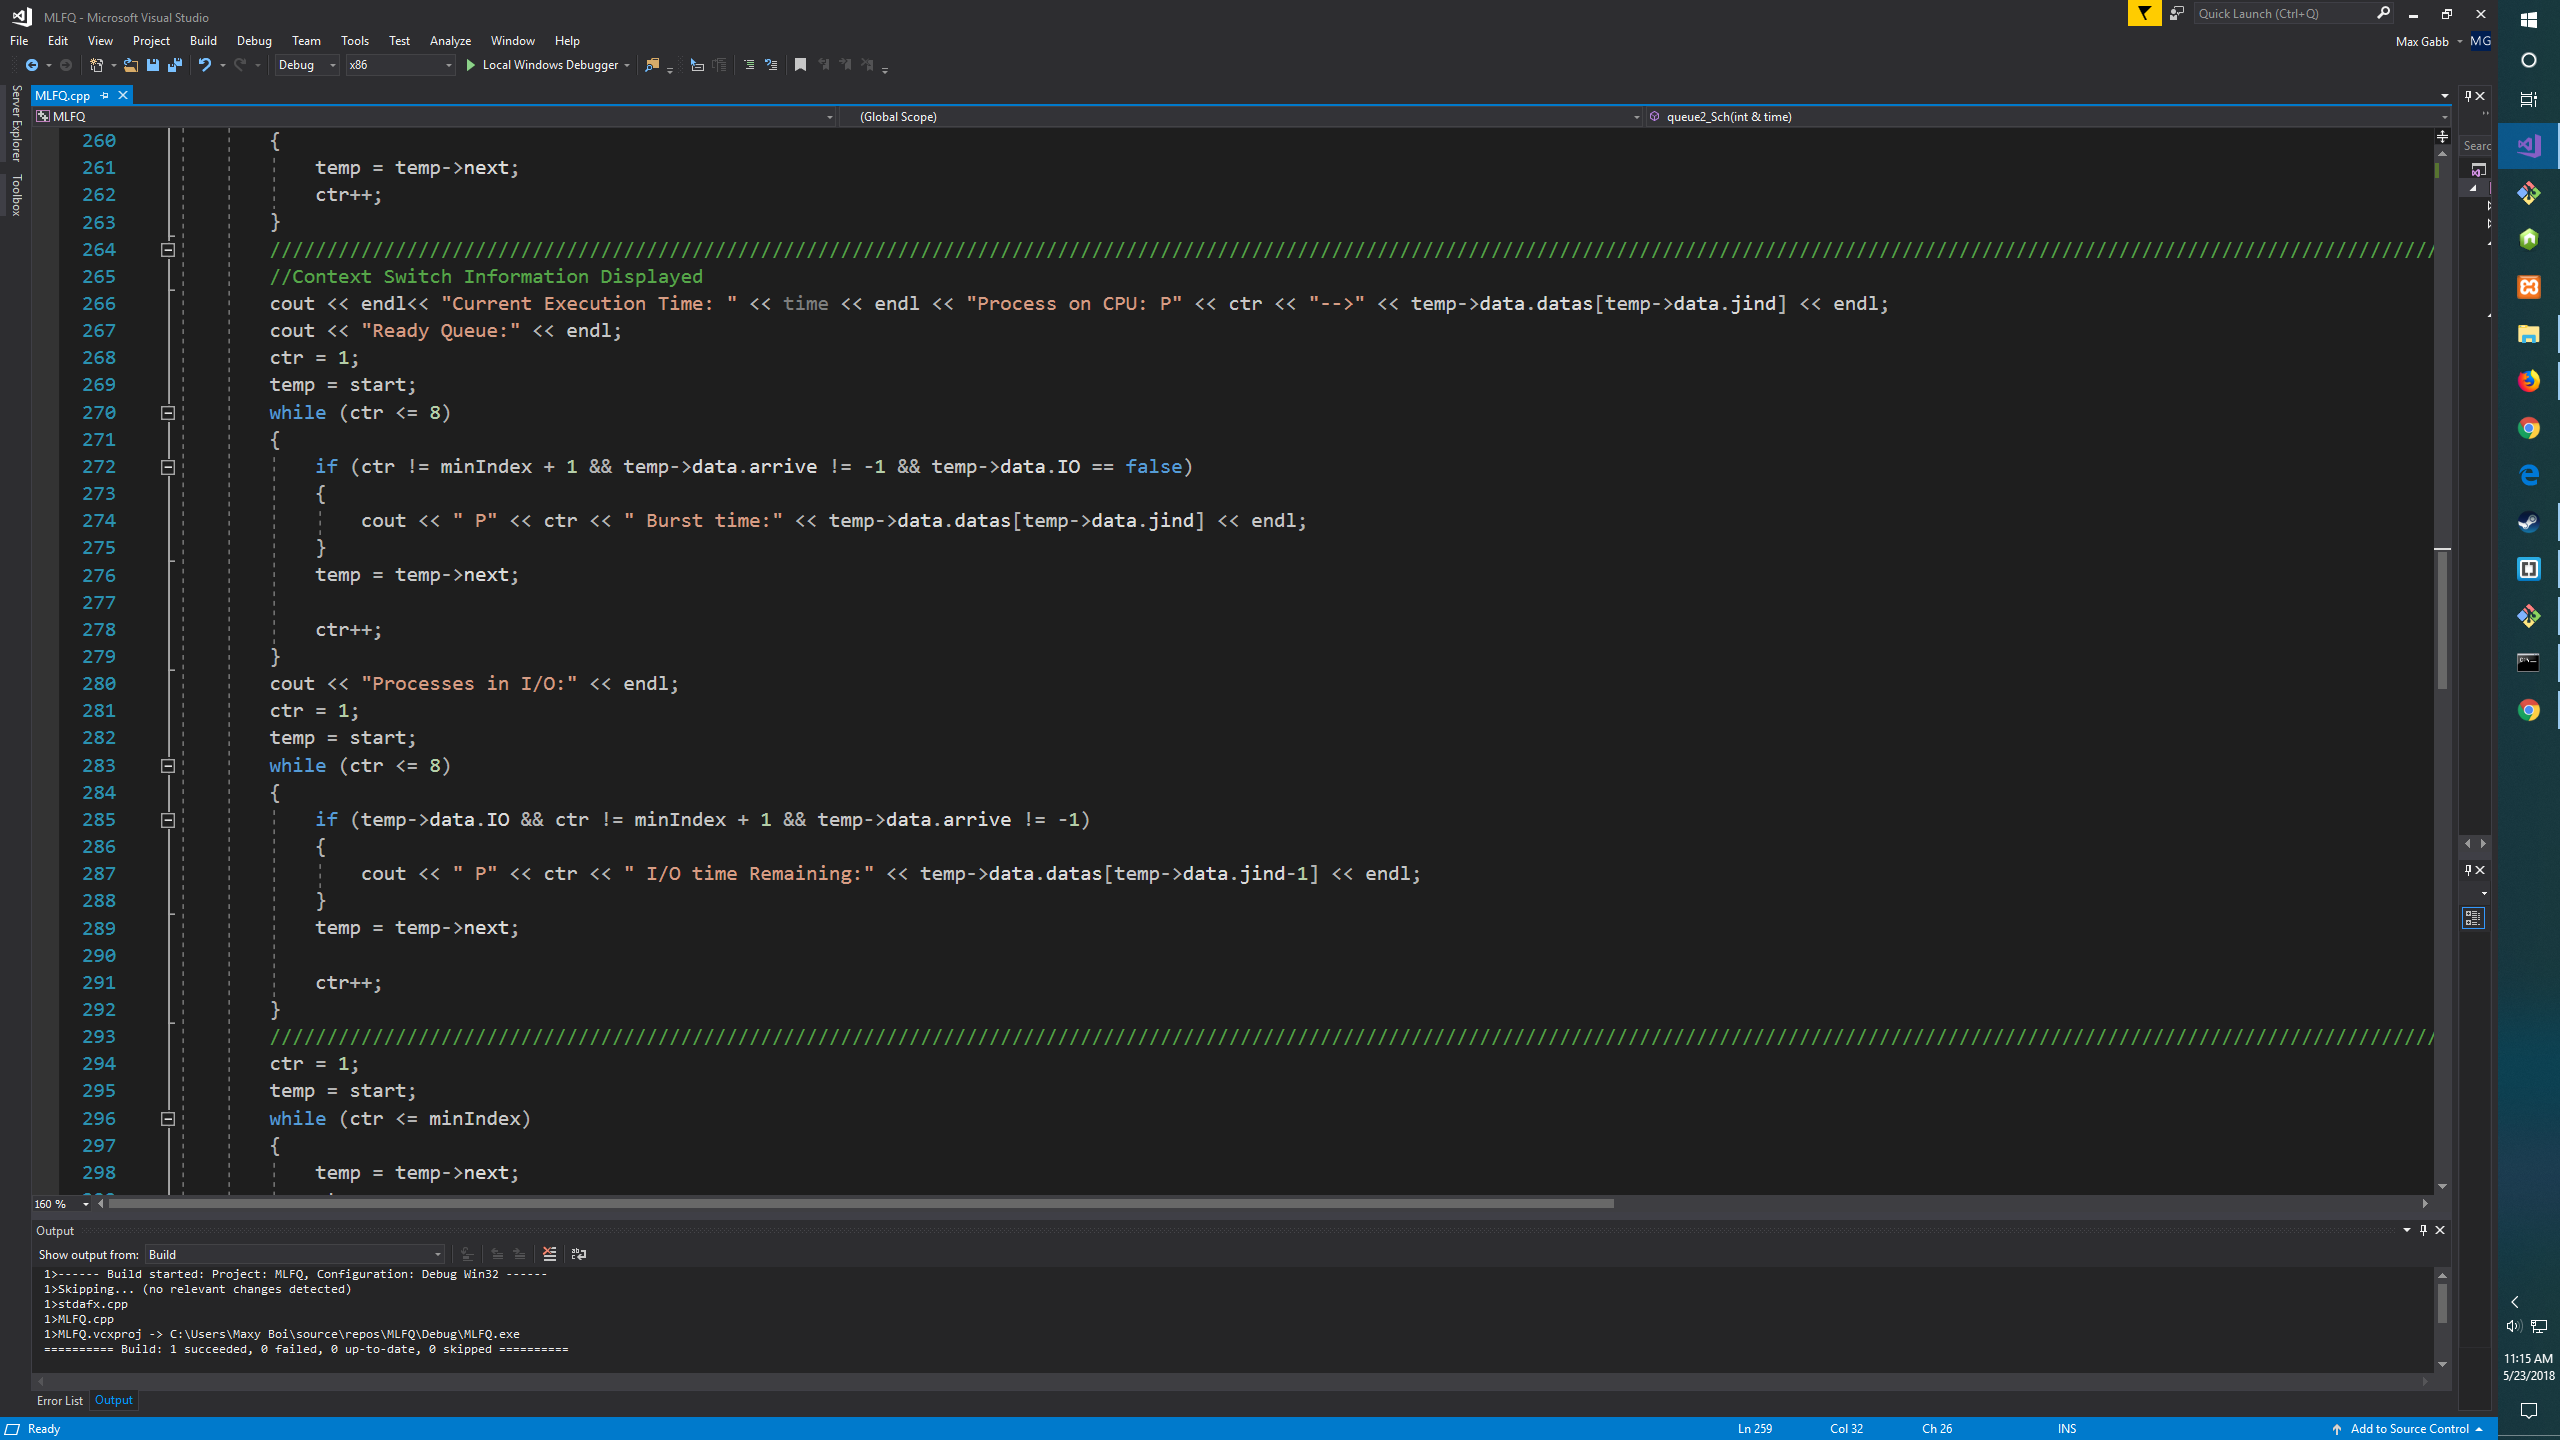 MLFQ - Microsoft Visual Studio
Quick Launch (Ctrl+Q)
File Edit View Project Build Debug Team Tools Test Analyze Window Help
Max Gabb MG
Debug x86 Local Windows Debugger
Server Explorer
Toolbox
MLFQ.cpp
MLFQ (Global Scope) queue2_Sch(int & time)
Searc
260 {
261 temp = temp->next;
262 ctr++;
263 }
264
265 //Context Switch Information Displayed
266 cout << endl<< "Current Execution Time: " << time << endl << "Process on CPU: P" << ctr << "-->" << temp->data.datas[temp->data.jind] << endl;
267 cout << "Ready Queue:" << endl;
268 ctr = 1;
269 temp = start;
270 while (ctr <= 8)
271 {
272 if (ctr != minIndex + 1 && temp->data.arrive != -1 && temp->data.IO == false)
273 {
274 cout << " P" << ctr << " Burst time:" << temp->data.datas[temp->data.jind] << endl;
275 }
276 temp = temp->next;
277
278 ctr++;
279 }
280 cout << "Processes in I/O:" << endl;
281 ctr = 1;
282 temp = start;
283 while (ctr <= 8)
284 {
285 if (temp->data.IO && ctr != minIndex + 1 && temp->data.arrive != -1)
286 {
287 cout << " P" << ctr << " I/O time Remaining:" << temp->data.datas[temp->data.jind-1] << endl;
288 }
289 temp = temp->next;
290
291 ctr++;
292 }
293
294 ctr = 1;
295 temp = start;
296 while (ctr <= minIndex)
297 {
298 temp = temp->next;
160 %
Output
Show output from: Build
1>------ Build started: Project: MLFQ, Configuration: Debug Win32 ------
1>Skipping... (no relevant changes detected)
1>stdafx.cpp
1>MLFQ.cpp
1>MLFQ.vcxproj -> C:\Users\Maxy Boi\source\repos\MLFQ\Debug\MLFQ.exe
========== Build: 1 succeeded, 0 failed, 0 up-to-date, 0 skipped ==========
Error List Output
Ready Ln 259 Col 32 Ch 26 INS Add to Source Control
11:15 AM
5/23/2018